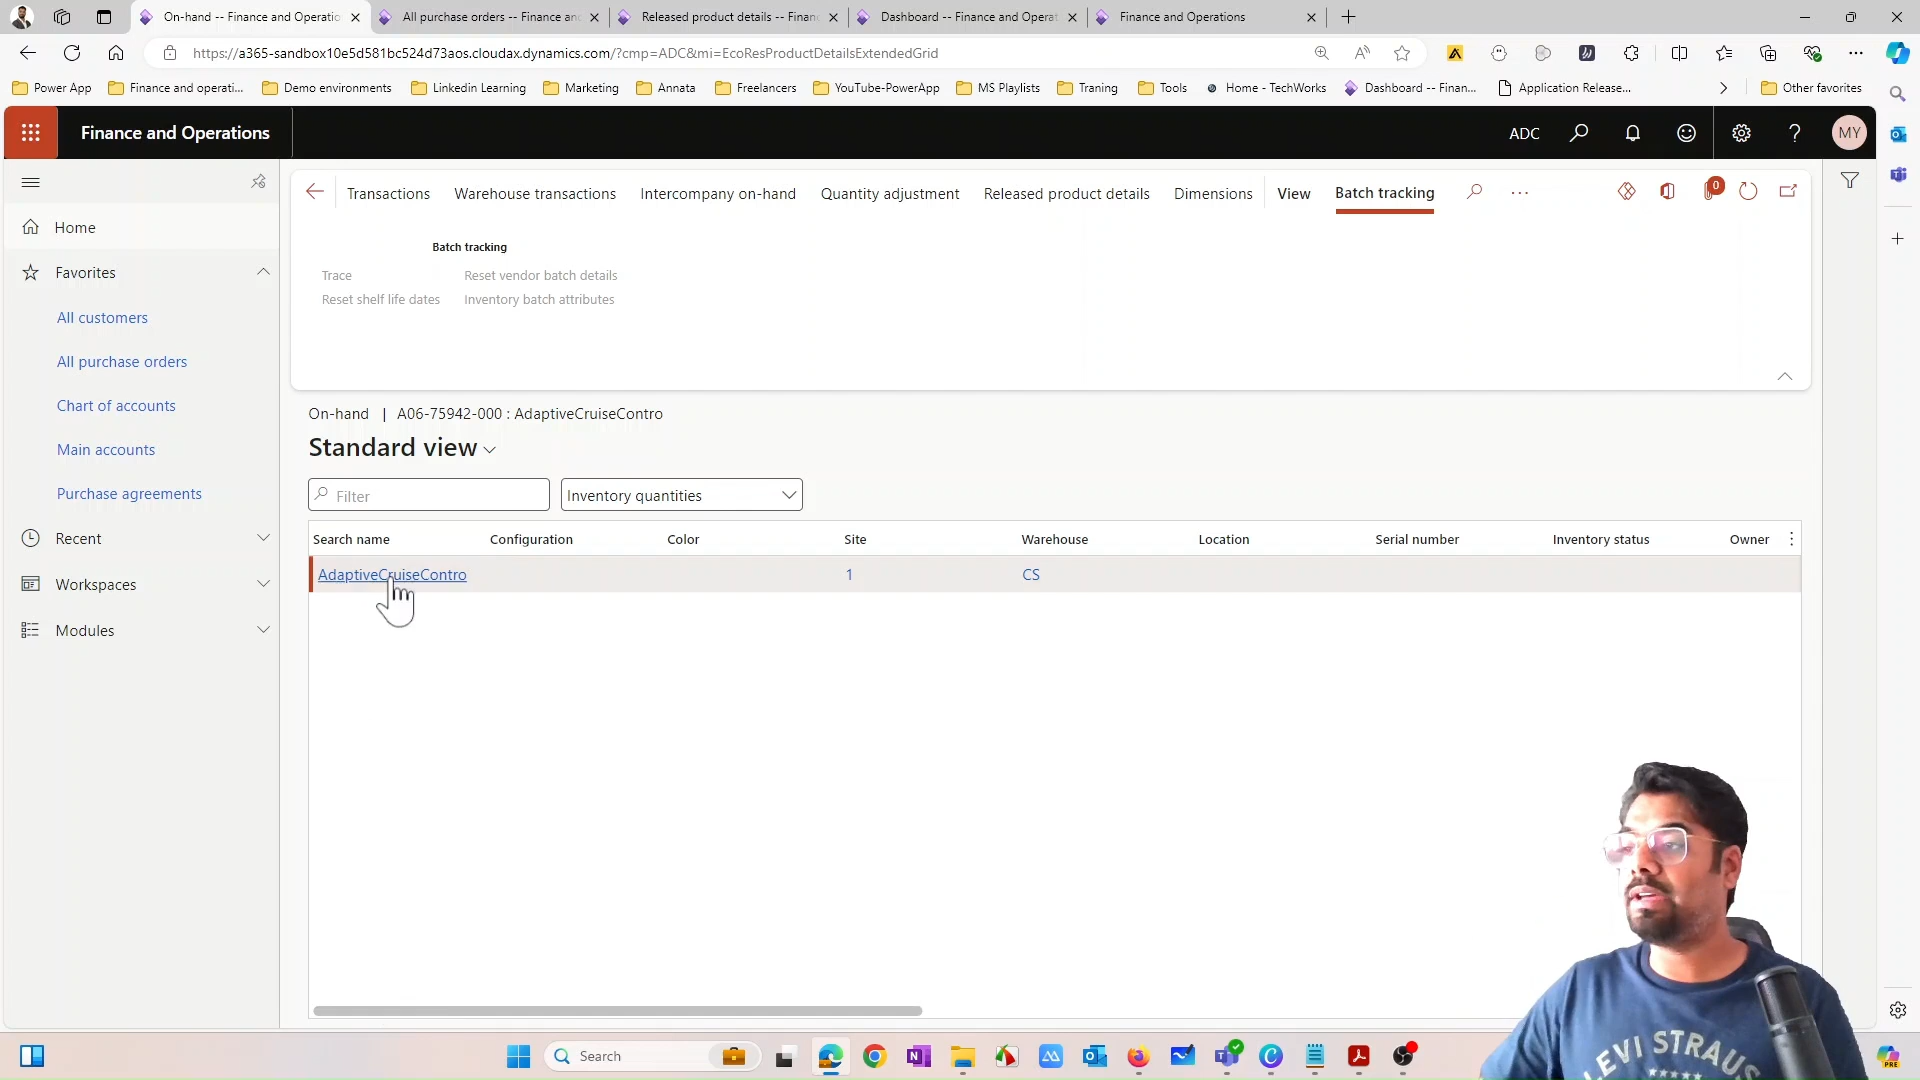 On-hand -- Finance and Operatio
All purchase orders -- Finance an
Released product details -- Finan
Dashboard -- Finance and Operat
Finance and Operations
https://a365-sandbox10e5d581bc524d73aos.cloudax.dynamics.com/?cmp=ADC&mi=EcoResProductDetailsExtendedGrid
Power App
Finance and operati...
Demo environments
Linkedin Learning
Marketing
Annata
Freelancers
YouTube-PowerApp
MS Playlists
Traning
Tools
Home - TechWorks
Dashboard -- Finan...
Application Release...
Other favorites
Finance and Operations
ADC
MY
Transactions
Warehouse transactions
Intercompany on-hand
Quantity adjustment
Released product details
Dimensions
View
Batch tracking
0
Home
Favorites
All customers
All purchase orders
Chart of accounts
Main accounts
Purchase agreements
Recent
Workspaces
Modules
Batch tracking
Trace
Reset vendor batch details
Reset shelf life dates
Inventory batch attributes
On-hand | A06-75942-000 : AdaptiveCruiseContro
Standard view
Filter
Inventory quantities
Search name Configuration Color Site Warehouse Location Serial number Inventory status Owner
AdaptiveCruiseContro 1 CS
LEVI STRAUS
Search
PRE